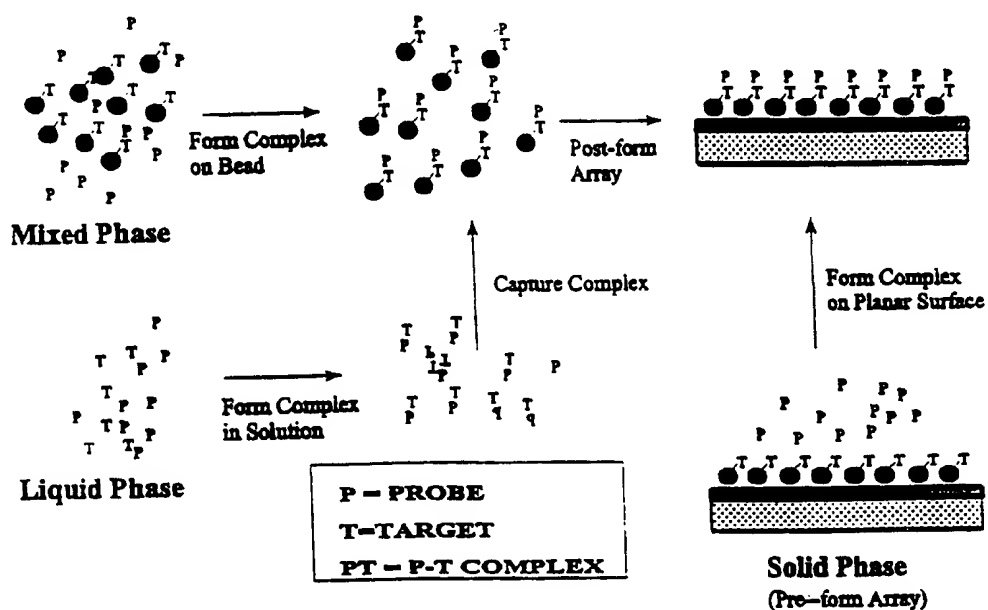 Form Complex
on Bead
Post-form
Array
P P P P P P P P
T T T T T T T T
Mixed Phase
Capture Complex
Form Complex
on Planar Surface
Form Complex
in Solution
Liquid Phase
P = PROBE
T=TARGET
PT = P-T COMPLEX
T T T T T T T T
Solid Phase
(Pre-form Array)